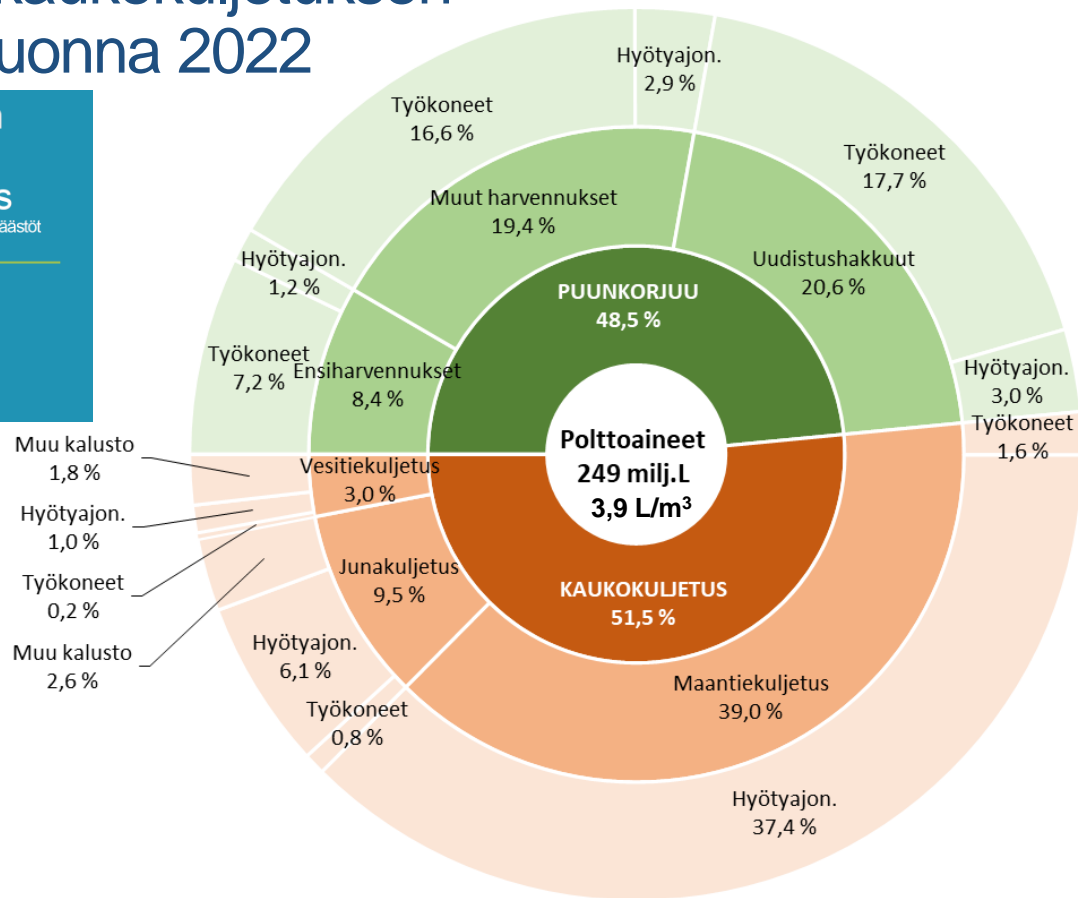 kaukokuljetuksen
uonna 2022
s
äästöt
Hyötyajon.
2,9 %
Työkoneet
16,6 %
Työkoneet
17,7 %
Muut harvennukset
19,4 %
Uudistushakkuut
20,6 %
Hyötyajon.
1,2 %
PUUNKORJUU
48,5 %
Työkoneet
7,2 %
Ensiharvennukset
8,4 %
Hyötyajon.
3,0 %
Työkoneet
1,6 %
Polttoaineet
249 milj.L
3,9 L/m³
Muu kalusto
1,8 %
Vesitiekuljetus
3,0 %
Hyötyajon.
1,0 %
Työkoneet
0,2 %
Junakuljetus
9,5 %
KAUKOKULJETUS
51,5 %
Muu kalusto
2,6 %
Hyötyajon.
6,1 %
Maantiekuljetus
39,0 %
Työkoneet
0,8 %
Hyötyajon.
37,4 %